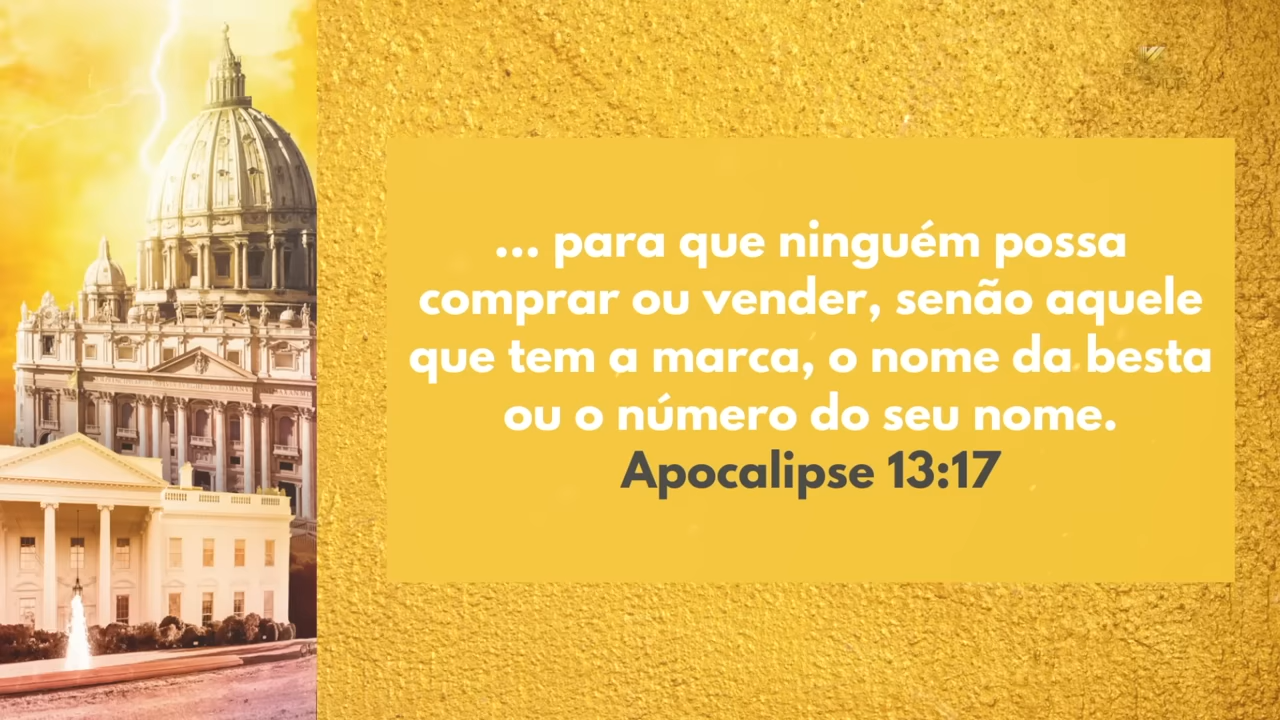 ... para que ninguém possa
comprar ou vender, senão aquele
que tem a marca, o nome da besta
ou o número do seu nome.
Apocalipse 13:17